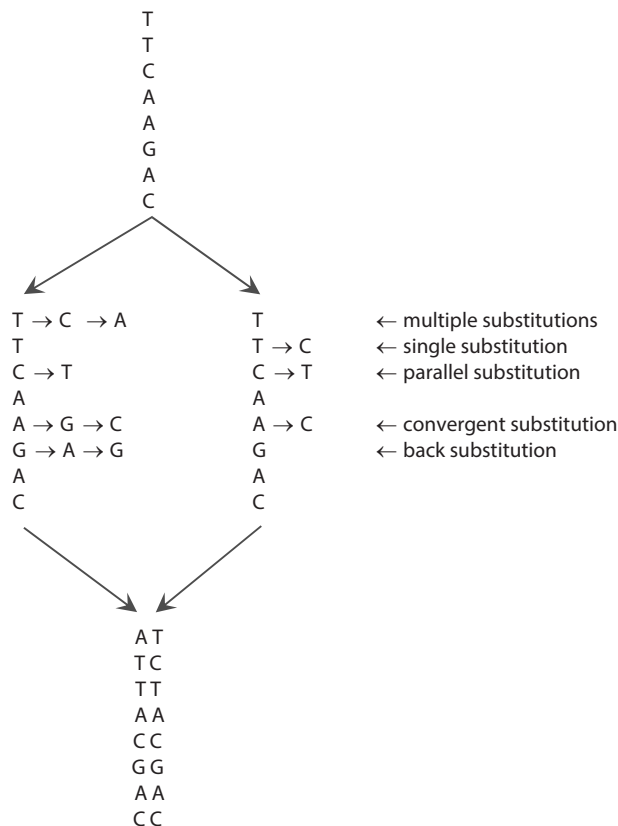 T
T
C
A
A
G
A
C
T → C → A T ← multiple substitutions
T T → C ← single substitution
C → T C → T ← parallel substitution
A A
A → G → C A → C ← convergent substitution
G → A → G G ← back substitution
A A
C C
A T
T C
T T
A A
C C
G G
A A
C C